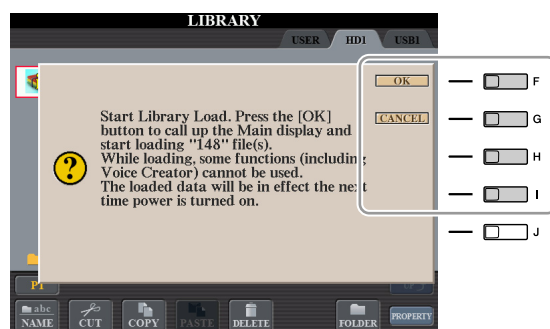 LIBRARY
USER HD1 USB1
OK F
CANCEL G
H
I
J
Start Library Load. Press the [OK]
button to call up the Main display and
start loading "148" file(s).
While loading, some functions (including
Voice Creator) cannot be used.
The loaded data will be in effect the next
time power is turned on.
?
P1
UP
abc
NAME CUT COPY PASTE DELETE FOLDER PROPERTY